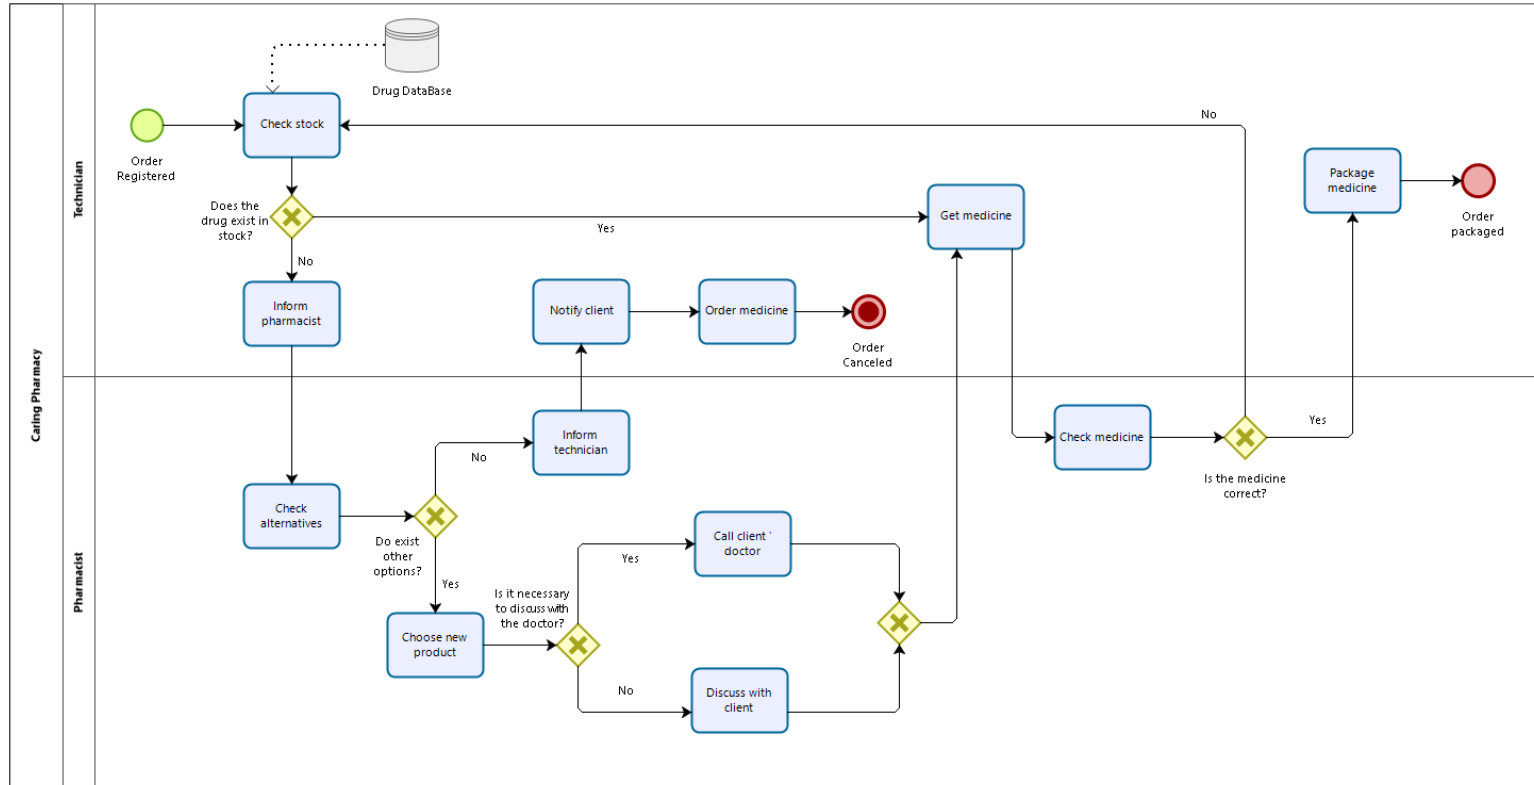 Caring Pharmacy
Technician
Drug DataBase
Check stock
Order
Registered
No
Package
medicine
Order
packaged
Does the
drug exist in
stock?
Yes
Get medicine
No
Inform
pharmacist
Notify client
Order medicine
Order
Canceled
Pharmacist
Inform
technician
No
Check medicine
Yes
Is the medicine
correct?
Check
alternatives
Do exist
other
options?
Yes
Call client '
doctor
Yes
Is it necessary
to discuss with
the doctor?
Choose new
product
No
Discuss with
client